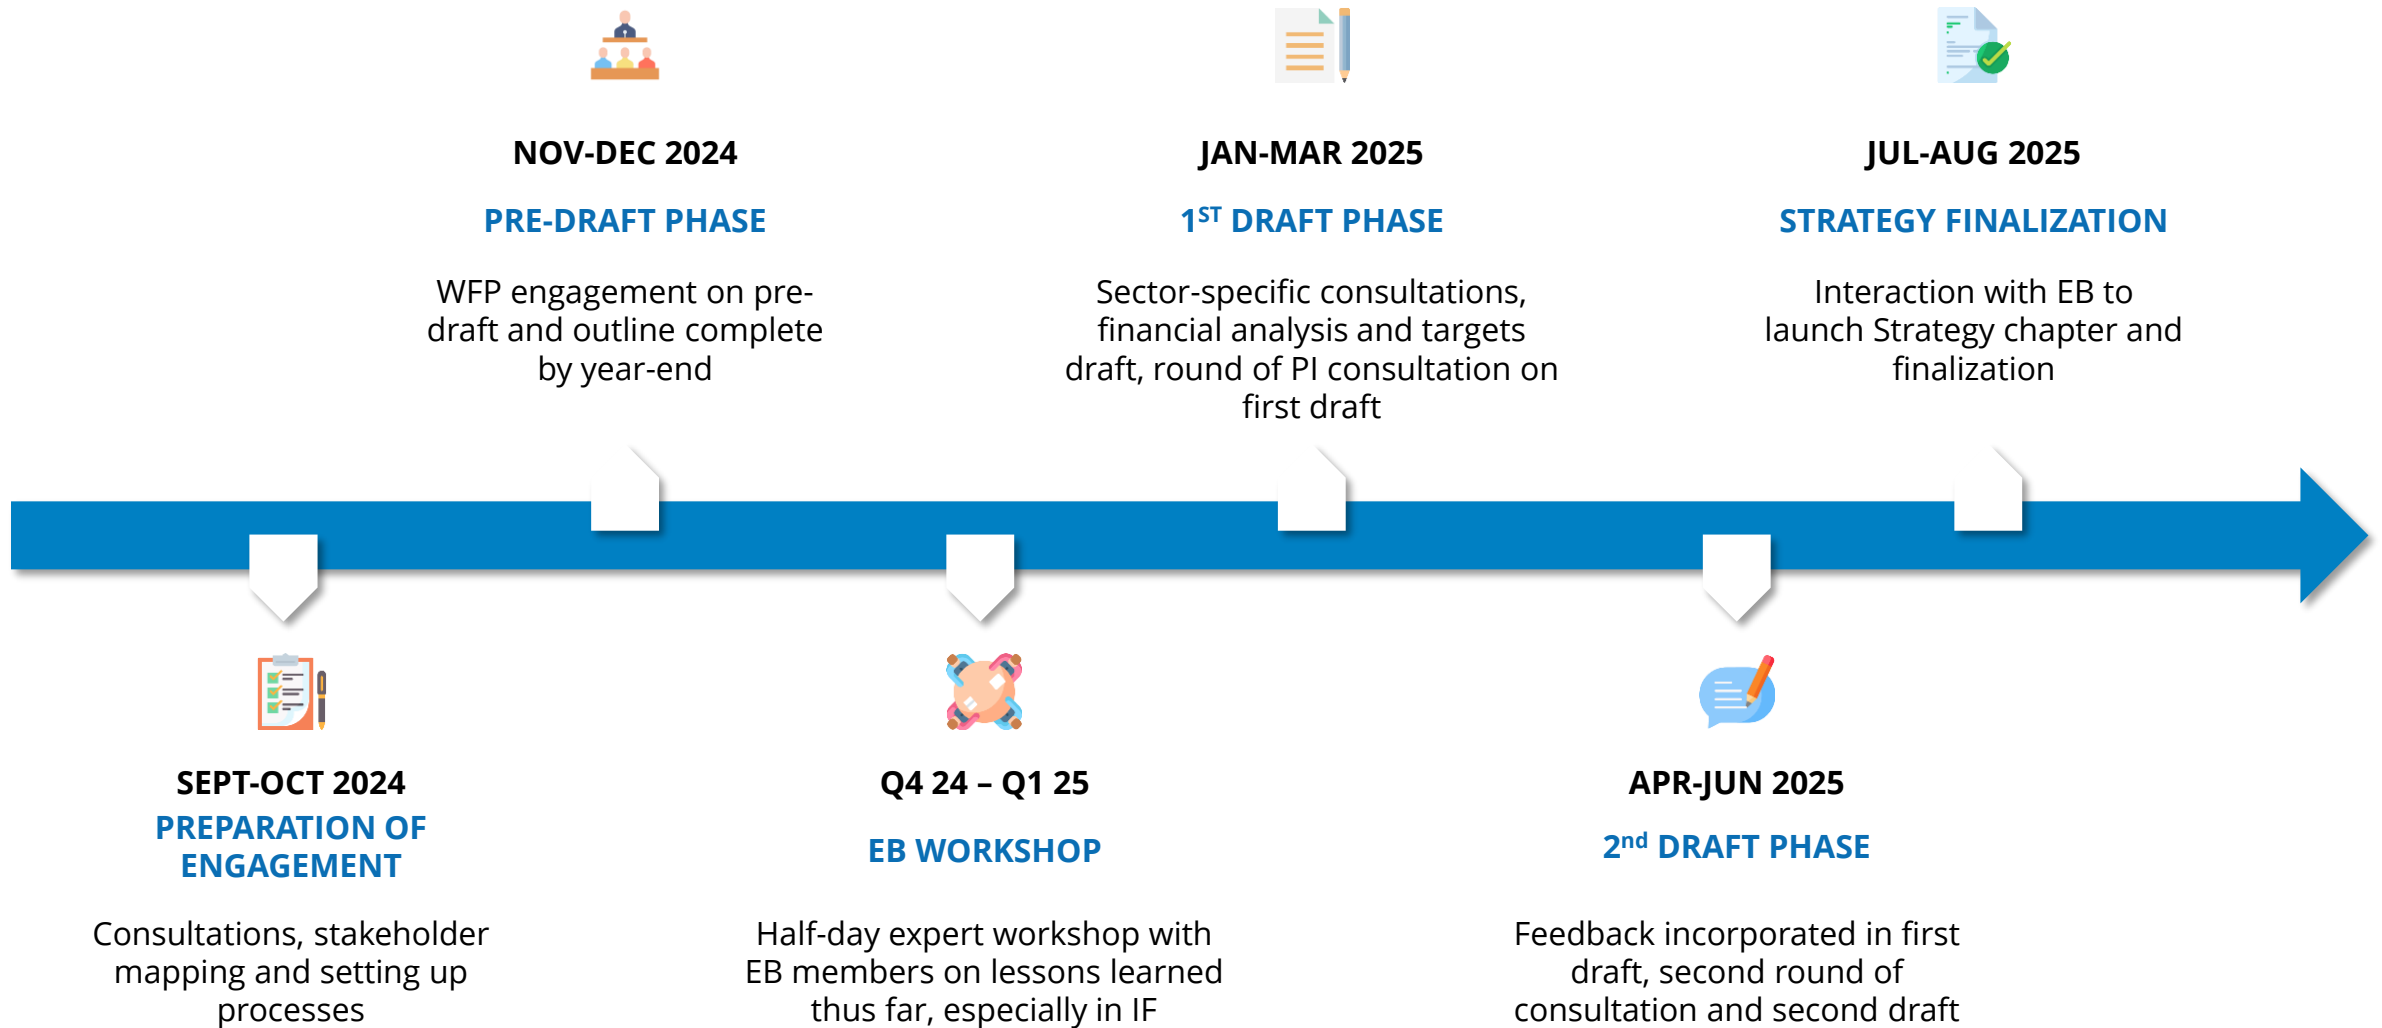 NOV-DEC 2024
PRE-DRAFT PHASE
WFP engagement on pre-
draft and outline complete
by year-end
JAN-MAR 2025
1ST DRAFT PHASE
Sector-specific consultations,
financial analysis and targets
draft, round of PI consultation on
first draft
JUL-AUG 2025
STRATEGY FINALIZATION
Interaction with EB to
launch Strategy chapter and
finalization
SEPT-OCT 2024
PREPARATION OF
ENGAGEMENT
Consultations, stakeholder
mapping and setting up
processes
Q4 24 – Q1 25
EB WORKSHOP
Half-day expert workshop with
EB members on lessons learned
thus far, especially in IF
APR-JUN 2025
2nd DRAFT PHASE
Feedback incorporated in first
draft, second round of
consultation and second draft